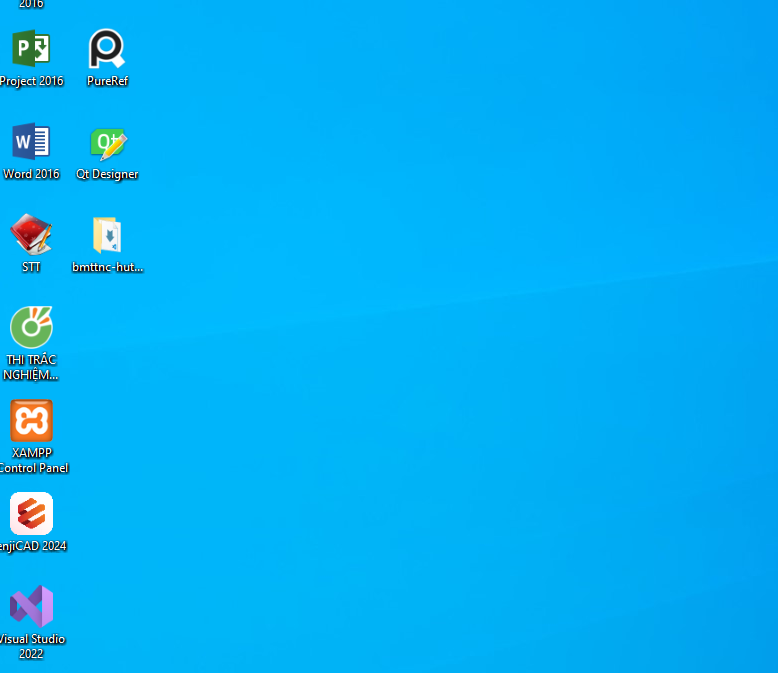 2016
Project 2016
PureRef
Word 2016
Qt Designer
STT
bmttnc-hut...
THI TRẮC
NGHIỆM...
XAMPP
Control Panel
enjiCAD 2024
Visual Studio
2022